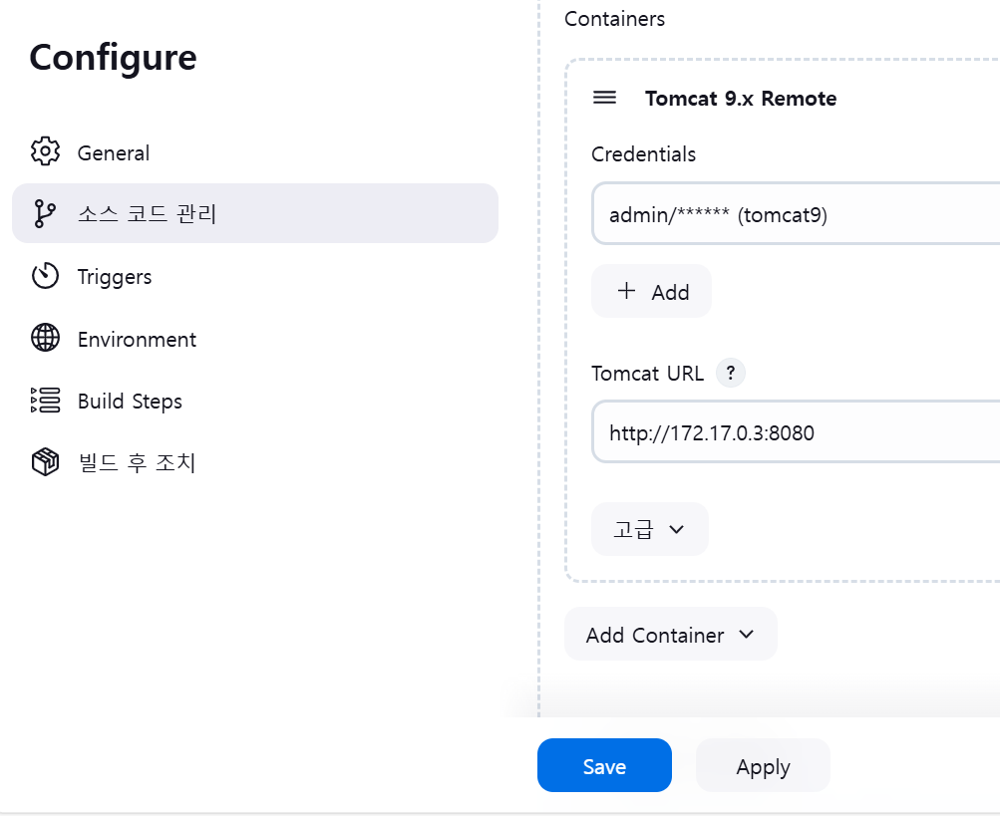 Configure
General
소스 코드 관리
Triggers
Environment
Build Steps
빌드 후 조치
Containers
Tomcat 9.x Remote
Credentials
admin/****** (tomcat9)
+ Add
Tomcat URL ?
http://172.17.0.3:8080
고급
Add Container
Save
Apply